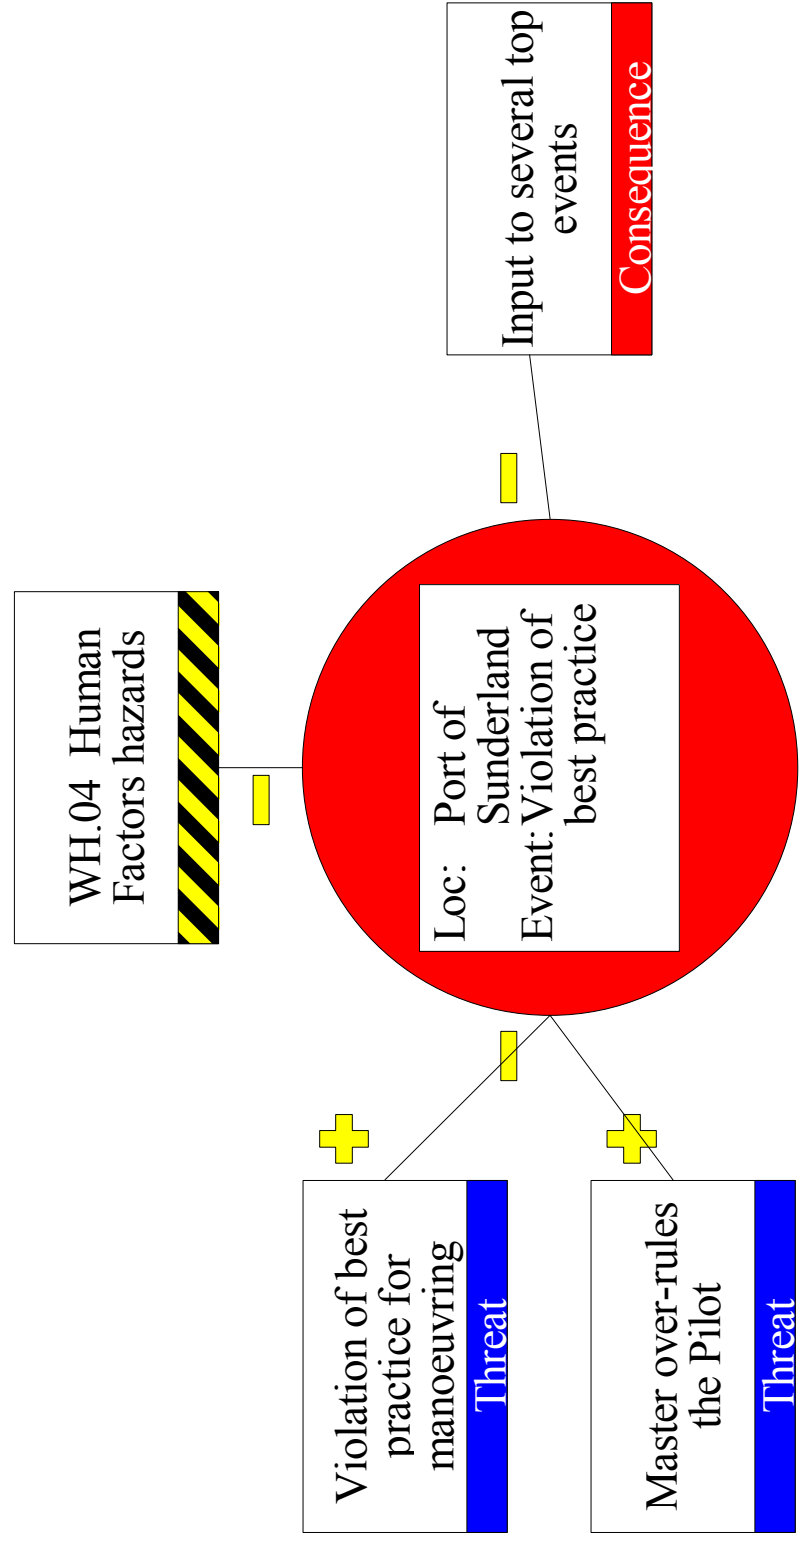 WH.04  Human
Factors hazards
Violation of best
practice for
manoeuvring
Threat
Master over-rules
the Pilot
Threat
Loc:   Port of
Sunderland
Event: Violation of
best practice
Input to several top
events
Consequence